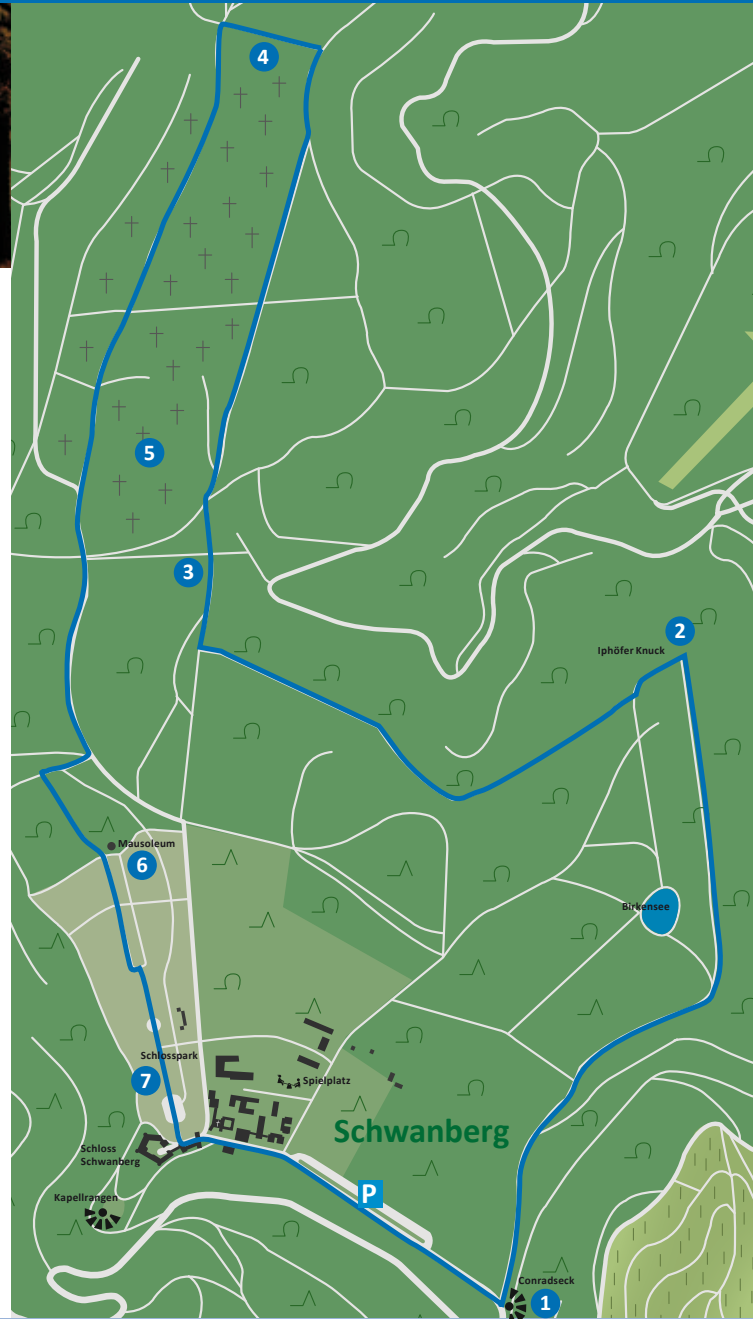 4
5
3
2
Iphöfer Knuck
Mausoleum
6
Birkensee
Schlosspark
7
Spielplatz
Schwanberg
Schloss
Schwanberg
P
Kapellrangen
Conradseck
1